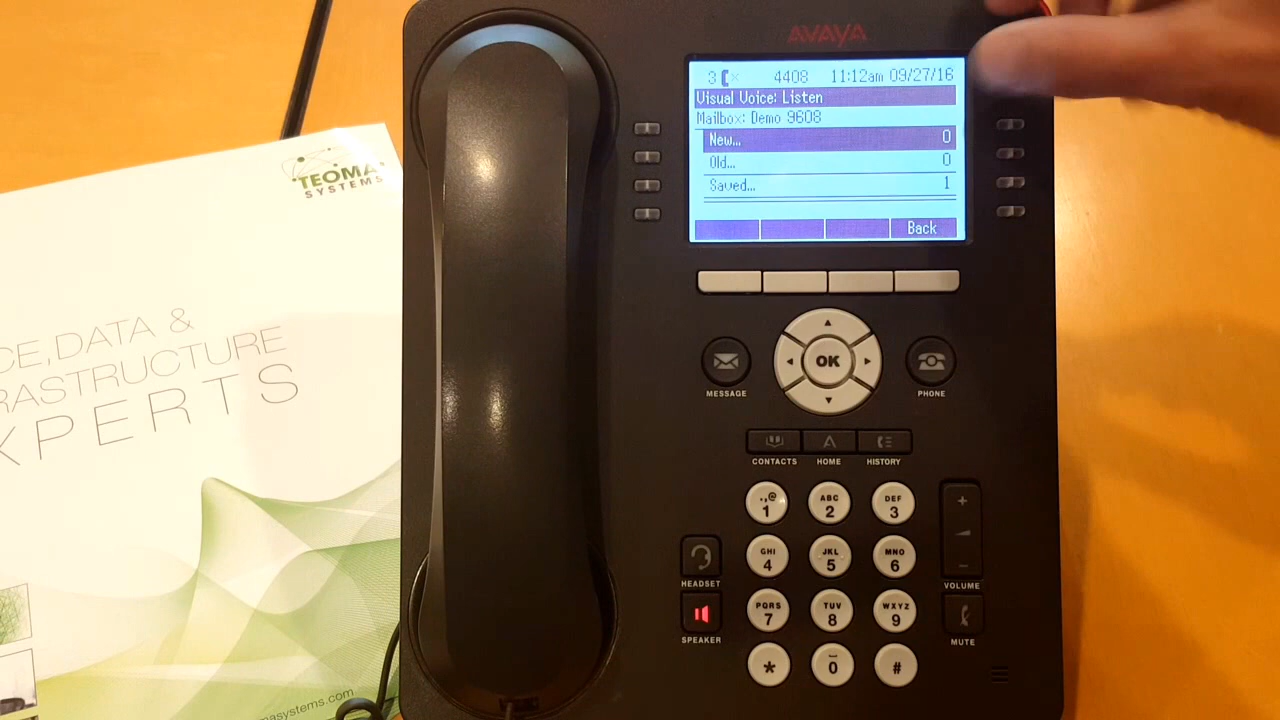 AVAYA
3 4408 11:12am 09/27/16
Visual Voice: Listen
Mailbox: Demo 9608
New... 0
Old... 0
Saved... 1
Back
OK
MESSAGE
PHONE
CONTACTS HOME HISTORY
.,@ ABC DEF
1 2 3
GHI JKL MNO
4 5 6
PQRS TUV WXYZ
7 8 9
* 0 #
HEADSET
SPEAKER
+
-
VOLUME
MUTE
TEOMA
SYSTEMS
CE, DATA &
RASTRUCTURE
XPERTS
masystems.com